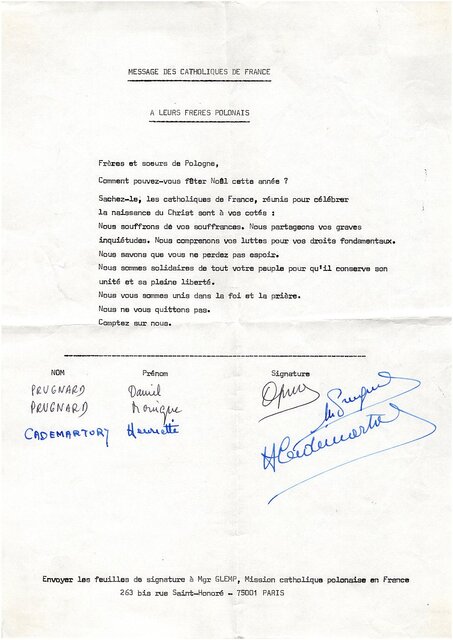 MESSAGE DES CATHOLIQUES DE FRANCE
A LEURS FRÈRES POLONAIS
Frères et soeurs de Pologne,
Comment pouvez-vous fêter Noël cette année ?
Sachez-le, les catholiques de France, réunis pour célébrer
la naissance du Christ sont à vos cotés :
Nous souffrons de vos souffrances. Nous partageons vos graves
inquiétudes. Nous comprenons vos luttes pour vos droits fondamentaux.
Nous savons que vous ne perdez pas espoir.
Nous sommes solidaires de tout votre peuple pour qu'il conserve son
unité et sa pleine liberté.
Nous vous sommes unis dans la foi et la prière.
Nous ne vous quittons pas.
Comptez sur nous.
NOM Prénom Signature
PRUGNARD Daniel
PRUGNARD Monique
CADEMARTORY Henriette
Envoyer les feuilles de signature à Mgr GLEMP, Mission catholique polonaise en France
263 bis rue Saint-Honoré - 75001 PARIS